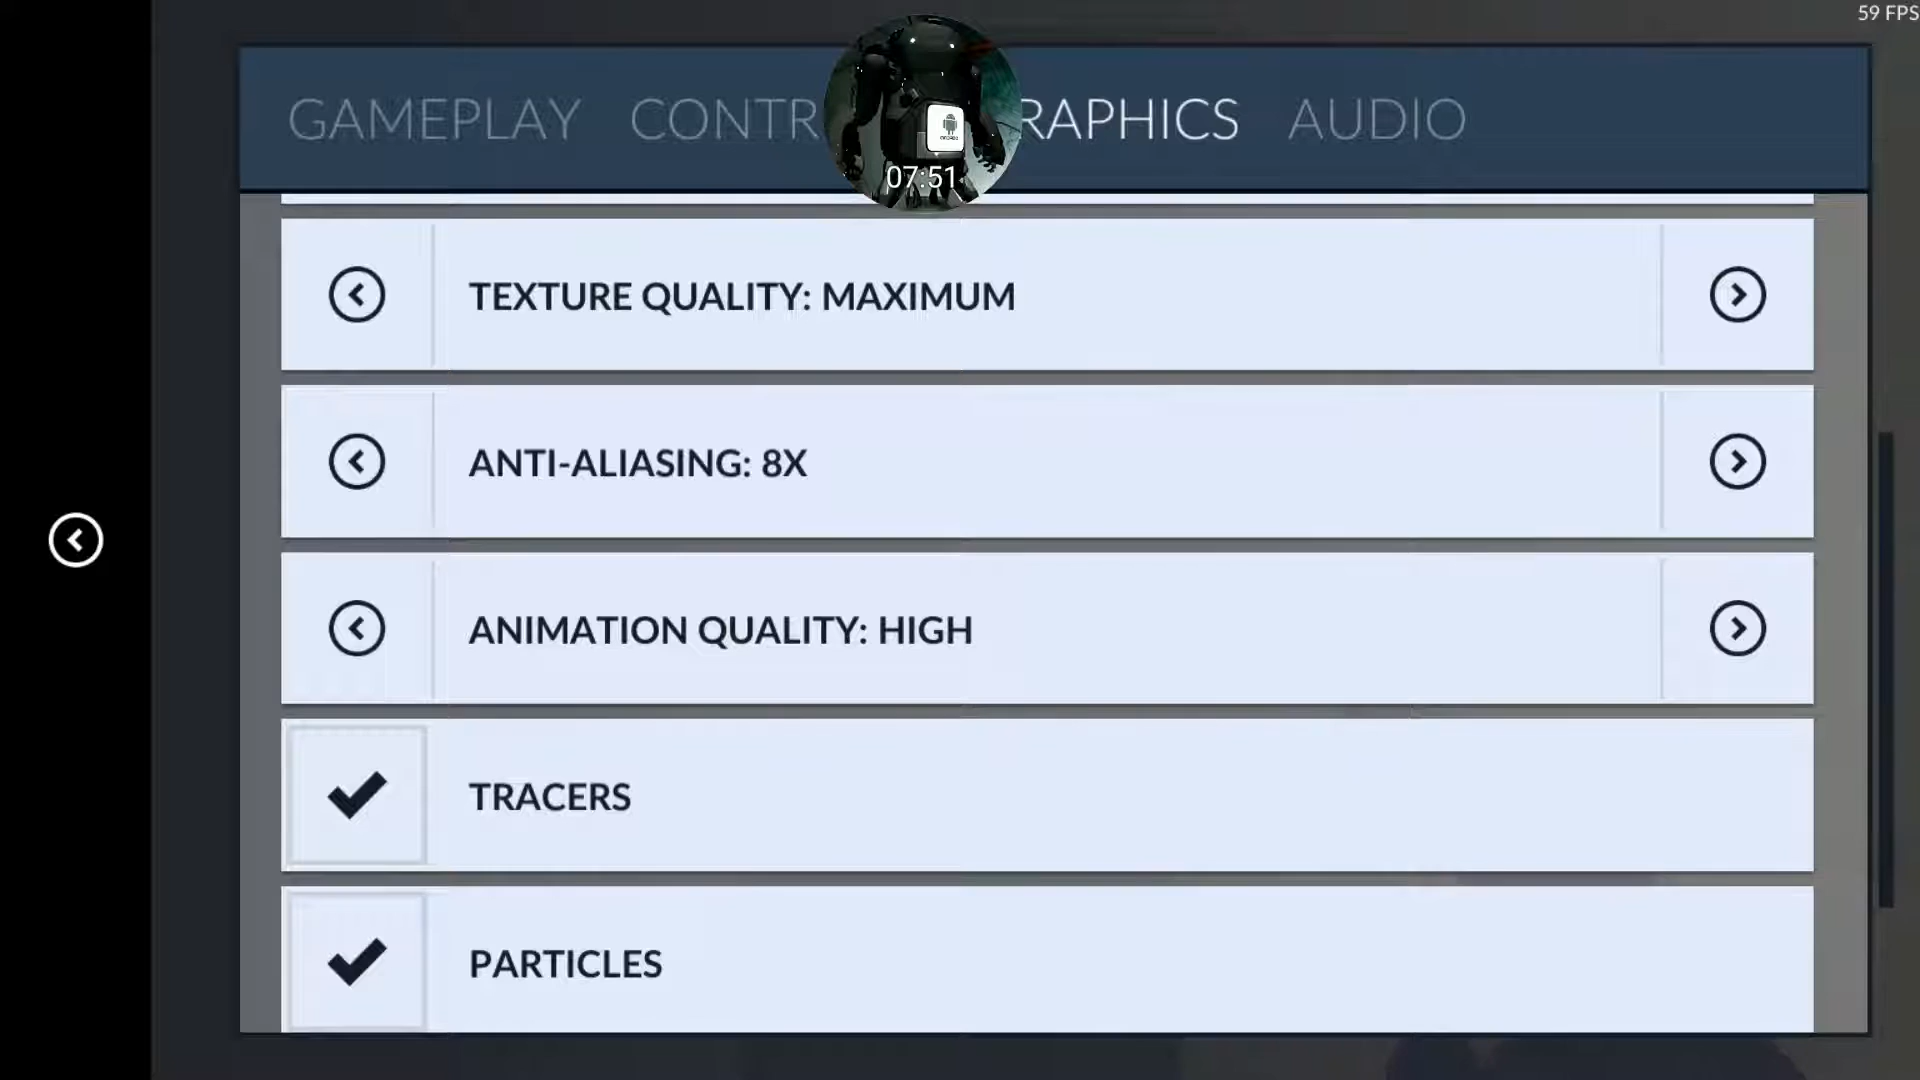 59 FPS
GAMEPLAY CONTR RAPHICS AUDIO
07:51
TEXTURE QUALITY: MAXIMUM
ANTI-ALIASING: 8X
ANIMATION QUALITY: HIGH
TRACERS
PARTICLES